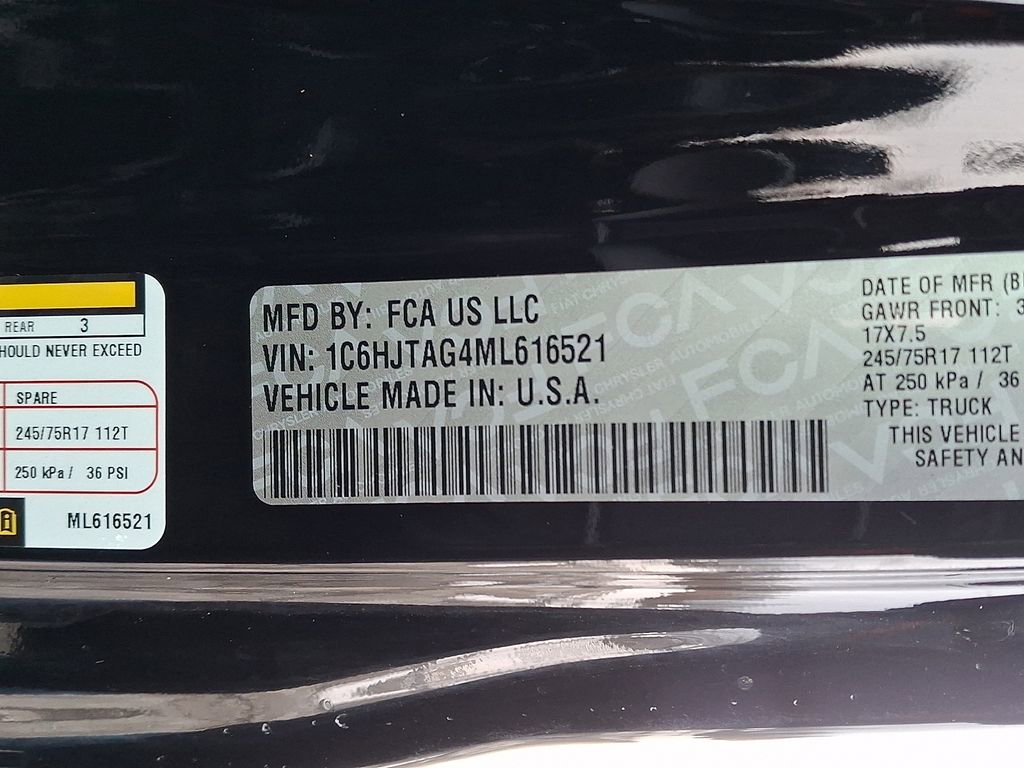 REAR 3
HOULD NEVER EXCEED
SPARE
245/75R17 112T
250 kPa / 36 PSI
ML616521
MFD BY: FCA US LLC
VIN: 1C6HJTAG4ML616521
VEHICLE MADE IN: U.S.A.
DATE OF MFR (B
GAWR FRONT: 3
17X7.5
245/75R17 112T
AT 250 kPa / 36
TYPE: TRUCK
THIS VEHICLE
SAFETY AN